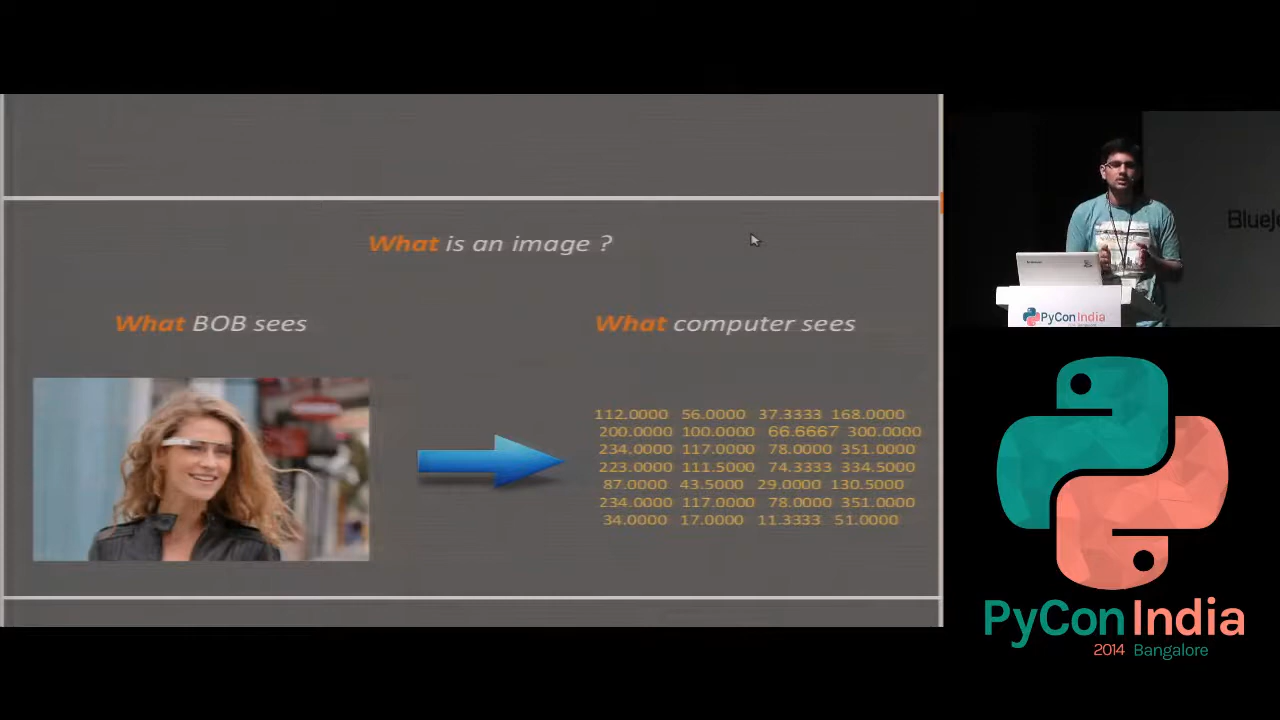 What is an image ?
What BOB sees
What computer sees
112.0000 56.0000 37.3333 168.0000
200.0000 100.0000 66.6667 300.0000
234.0000 117.0000 78.0000 351.0000
223.0000 111.5000 74.3333 334.5000
87.0000 43.5000 29.0000 130.5000
234.0000 117.0000 78.0000 351.0000
34.0000 17.0000 11.3333 51.0000
PyCon India
PyCon India
2014 Bangalore